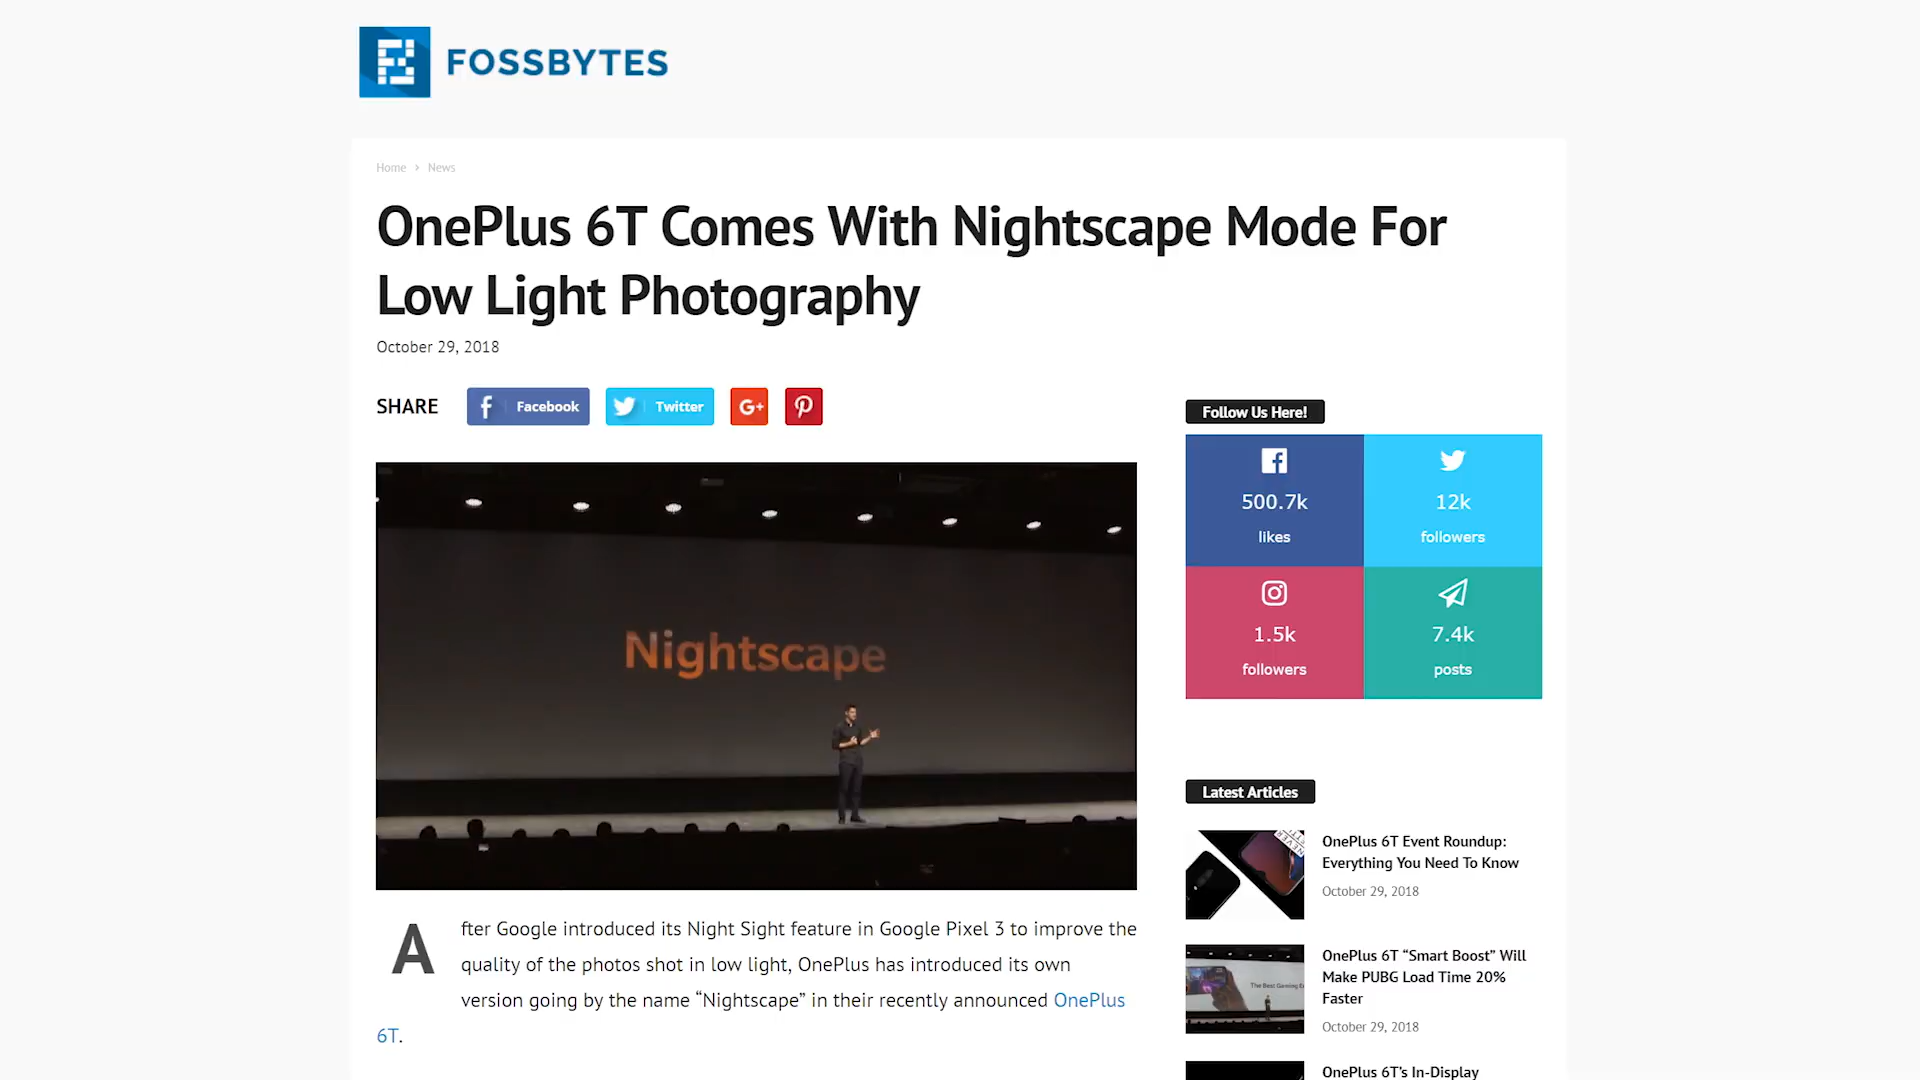 FOSSBYTES
Home › News
OnePlus 6T Comes With Nightscape Mode For
Low Light Photography
October 29, 2018
SHARE
Facebook
Twitter
G+
Nightscape
After Google introduced its Night Sight feature in Google Pixel 3 to improve the
quality of the photos shot in low light, OnePlus has introduced its own
version going by the name “Nightscape” in their recently announced OnePlus
6T.
Follow Us Here!
500.7k
likes
12k
followers
1.5k
followers
7.4k
posts
Latest Articles
OnePlus 6T Event Roundup:
Everything You Need To Know
October 29, 2018
OnePlus 6T “Smart Boost” Will
Make PUBG Load Time 20%
Faster
October 29, 2018
OnePlus 6T’s In-Display